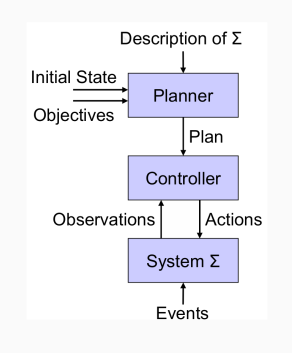 Description of Σ
Initial State
Planner
Objectives
Plan
Controller
Observations
Actions
System Σ
Events